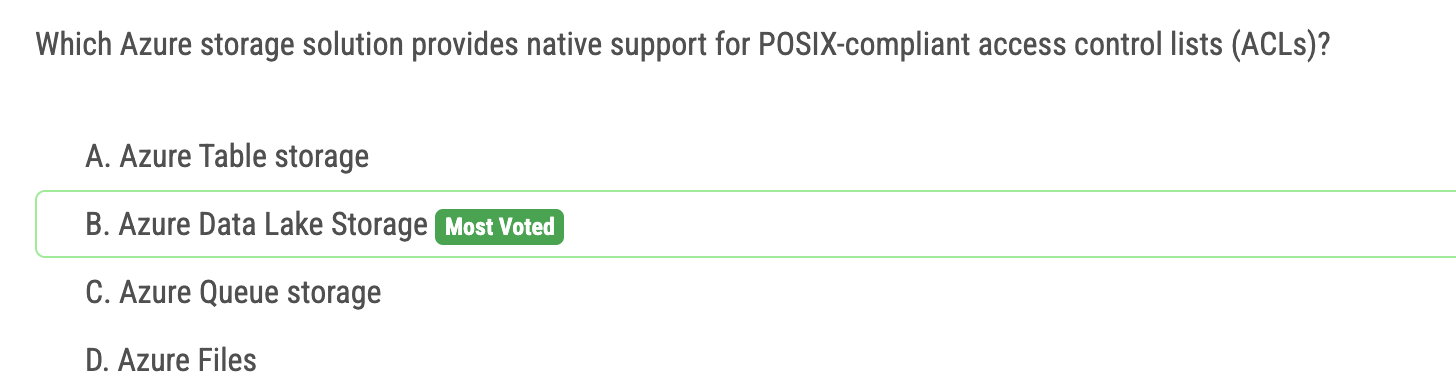 Which Azure storage solution provides native support for POSIX-compliant access control lists (ACLs)?
A. Azure Table storage
B. Azure Data Lake Storage Most Voted
C. Azure Queue storage
D. Azure Files